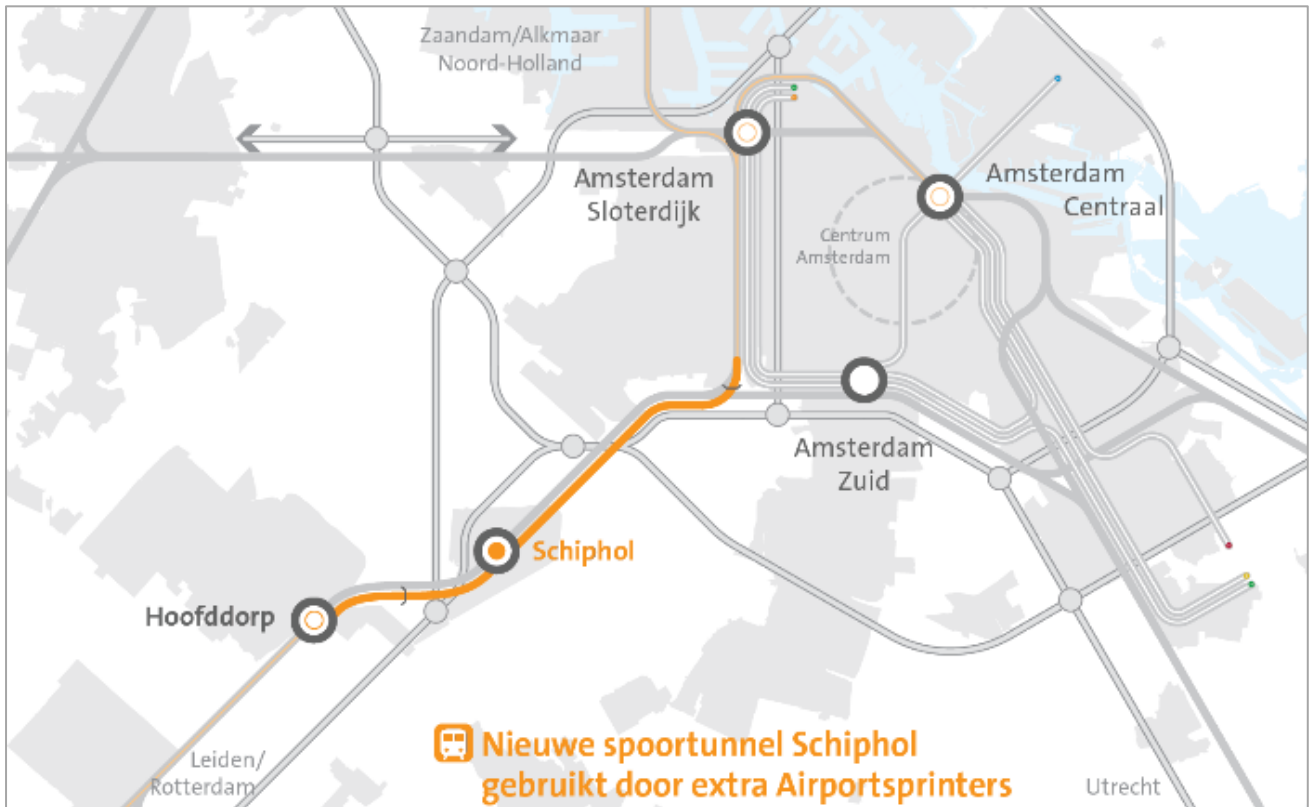 Zaandam/Alkmaar
Noord-Holland
Amsterdam
Sloterdijk
Amsterdam
Centraal
Centrum
Amsterdam
Amsterdam
Zuid
Schiphol
Hoofddorp
Leiden/
Rotterdam
Nieuwe spoortunnel Schiphol
gebruikt door extra Airportsprinters
Utrecht